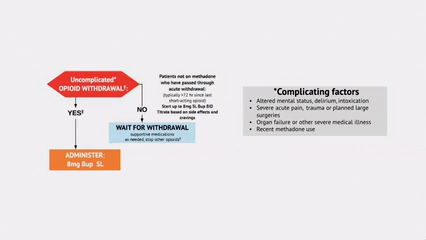 Uncomplicated*
OPIOID WITHDRAWAL‡:
Patients not on methadone
who have passed through
acute withdrawal:
(typically >72 hr since last
short-acting opioid)
Start up to 8mg SL Bup BID
Titrate based on side effects and
cravings
YES‡
NO
WAIT FOR WITHDRAWAL
supportive medications
as needed, stop other opioids
ADMINISTER:
8mg Bup SL
*Complicating factors
• Altered mental status, delirium, intoxication
• Severe acute pain, trauma or planned large
surgeries
• Organ failure or other severe medical illness
• Recent methadone use